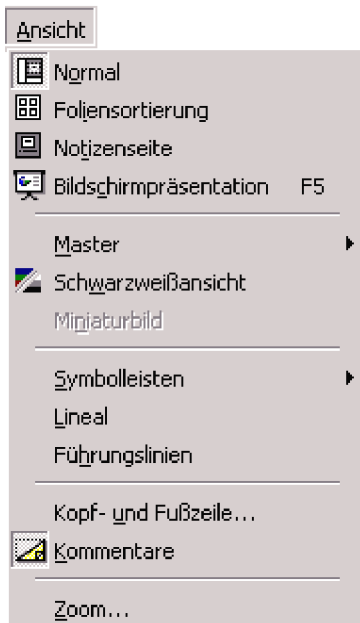 Ansicht
Normal
Foliensortierung
Notizenseite
Bildschirmpräsentation F5
Master
Schwarzweißansicht
Miniaturbild
Symbolleisten
Lineal
Führungslinien
Kopf- und Fußzeile...
Kommentare
Zoom...